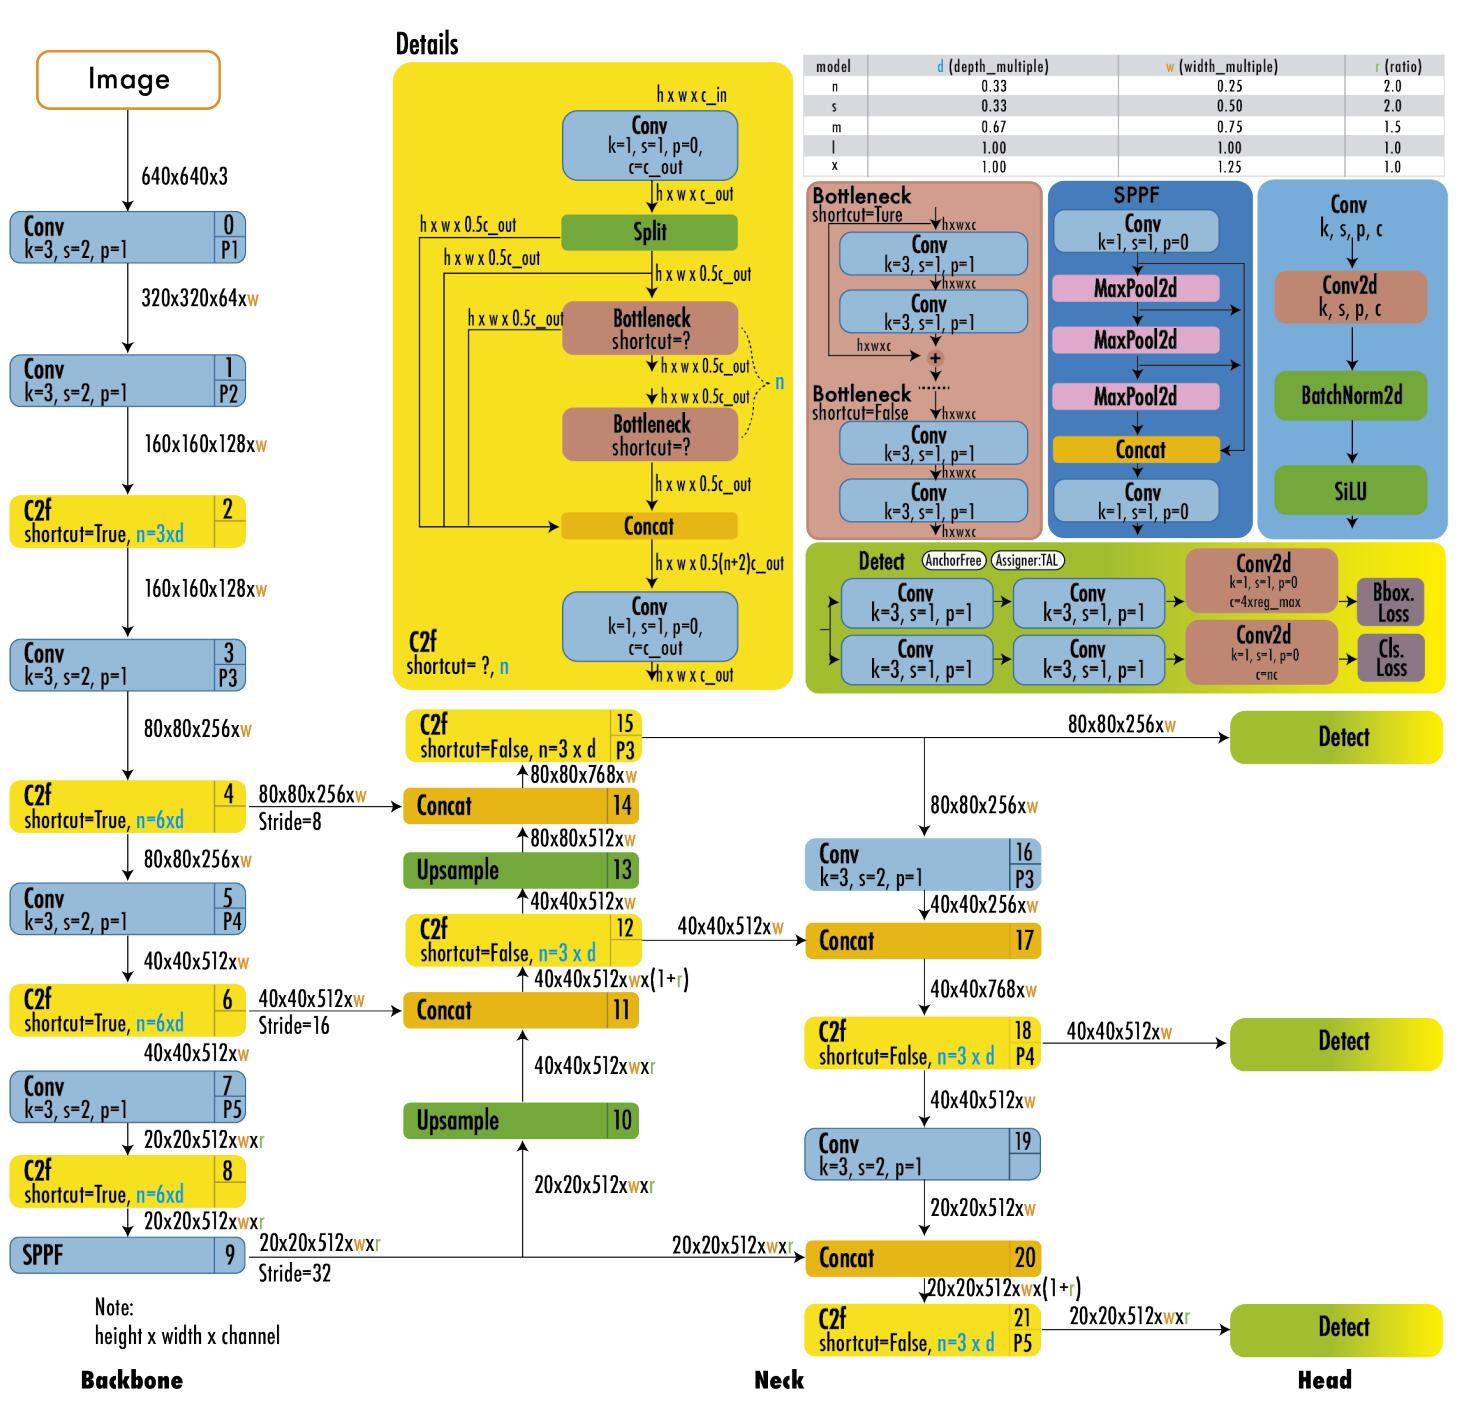 Image
640x640x3
Conv
k=3, s=2, p=1
0
P1
320x320x64xw
Conv
k=3, s=2, p=1
1
P2
160x160x128xw
C2f
shortcut=True, n=3xd
2
160x160x128xw
Conv
k=3, s=2, p=1
3
P3
80x80x256xw
C2f
shortcut=True, n=6xd
4
80x80x256xw
Stride=8
80x80x256xw
Conv
k=3, s=2, p=1
5
P4
40x40x512xw
C2f
shortcut=True, n=6xd
6
40x40x512xw
Stride=16
40x40x512xw
Conv
k=3, s=2, p=1
7
P5
20x20x512xwxr
C2f
shortcut=True, n=6xd
8
20x20x512xwxr
SPPF
9
20x20x512xwxr
Stride=32
Note:
height x width x channel
Backbone
Details
h x w x c_in
Conv
k=1, s=1, p=0,
c=c_out
h x w x c_out
Split
h x w x 0.5c_out
h x w x 0.5c_out
h x w x 0.5c_out
h x w x 0.5c_out
Bottleneck
shortcut=?
h x w x 0.5c_out
n
h x w x 0.5c_out
Bottleneck
shortcut=?
h x w x 0.5c_out
Concat
h x w x 0.5(n+2)c_out
Conv
k=1, s=1, p=0,
c=c_out
h x w x c_out
C2f
shortcut= ?, n
model d (depth_multiple) w (width_multiple) r (ratio)
n 0.33 0.25 2.0
s 0.33 0.50 2.0
m 0.67 0.75 1.5
l 1.00 1.00 1.0
x 1.00 1.25 1.0
Bottleneck
shortcut=Ture
hxwxc
Conv
k=3, s=1, p=1
hxwxc
Conv
k=3, s=1, p=1
hxwxc
+
Bottleneck
shortcut=False
hxwxc
Conv
k=3, s=1, p=1
hxwxc
Conv
k=3, s=1, p=1
hxwxc
SPPF
Conv
k=1, s=1, p=0
MaxPool2d
MaxPool2d
MaxPool2d
Concat
Conv
k=1, s=1, p=0
Conv
k, s, p, c
Conv2d
k, s, p, c
BatchNorm2d
SiLU
Detect
AnchorFree
Assigner:TAL
Conv
k=3, s=1, p=1
Conv
k=3, s=1, p=1
Conv2d
k=1, s=1, p=0
c=4xreg_max
Bbox.
Loss
Conv
k=3, s=1, p=1
Conv
k=3, s=1, p=1
Conv2d
k=1, s=1, p=0
c=nc
Cls.
Loss
C2f
shortcut=False, n=3 x d
15
P3
80x80x768xw
Concat
14
80x80x512xw
Upsample
13
40x40x512xw
C2f
shortcut=False, n=3 x d
12
40x40x512xw
40x40x512xwx(1+r)
Concat
11
40x40x512xwxr
Upsample
10
20x20x512xwxr
80x80x256xw
Detect
80x80x256xw
Conv
k=3, s=2, p=1
16
P3
40x40x256xw
Concat
17
40x40x768xw
C2f
shortcut=False, n=3 x d
18
P4
40x40x512xw
Detect
40x40x512xw
Conv
k=3, s=2, p=1
19
20x20x512xw
20x20x512xwxr
Concat
20
20x20x512xwx(1+r)
C2f
shortcut=False, n=3 x d
21
P5
20x20x512xwxr
Detect
Neck
Head